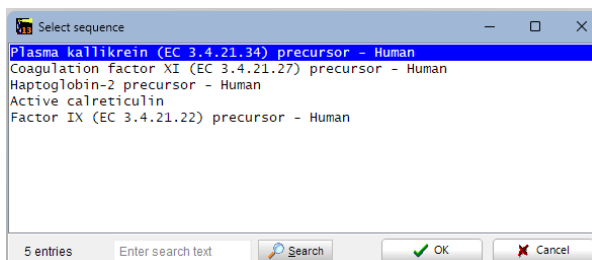 Select sequence
Plasma kallikrein (EC 3.4.21.34) precursor - Human
Coagulation factor XI (EC 3.4.21.27) precursor - Human
Haptoglobin-2 precursor - Human
Active calreticulin
Factor IX (EC 3.4.21.22) precursor - Human
5 entries Enter search text Search OK Cancel